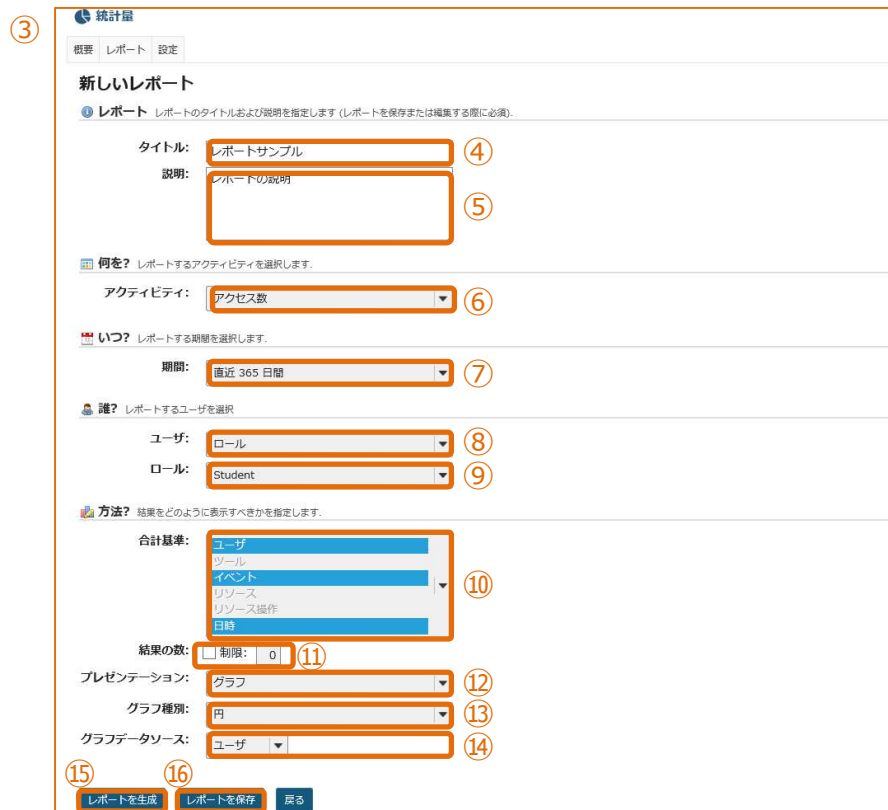 ③
統計量
概要 レポート 設定
新しいレポート
レポート レポートのタイトルおよび説明を指定します (レポートを保存または編集する際に必須).
タイトル: レポートサンプル ④
説明: レポートの説明
⑤
何を? レポートするアクティビティを選択します.
アクティビティ: アクセス数 ⑥
いつ? レポートする期間を選択します.
期間: 直近 365 日間 ⑦
誰? レポートするユーザを選択
ユーザ: ロール ⑧
ロール: Student ⑨
方法? 結果をどのように表示すべきかを指定します.
合計基準: ユーザ
ツール
イベント ⑩
リソース
リソース操作
日時
結果の数: 制限: 0 ⑪
プレゼンテーション: グラフ ⑫
グラフ種別: 円 ⑬
グラフデータソース: ユーザ ⑭
⑮ ⑯
レポートを生成 レポートを保存 戻る